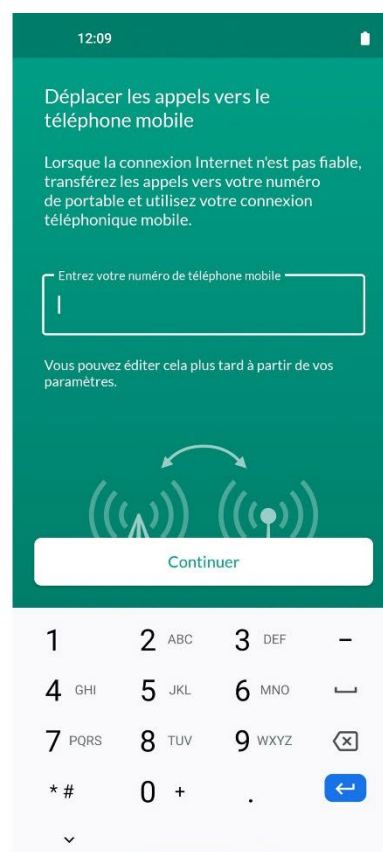 12:09
Déplacer les appels vers le
téléphone mobile
Lorsque la connexion Internet n'est pas fiable,
transférez les appels vers votre numéro
de portable et utilisez votre connexion
téléphonique mobile.
Entrez votre numéro de téléphone mobile
Vous pouvez éditer cela plus tard à partir de vos
paramètres.
Continuer
1 2 ABC 3 DEF -
4 GHI 5 JKL 6 MNO
7 PQRS 8 TUV 9 WXYZ
* # 0 + .